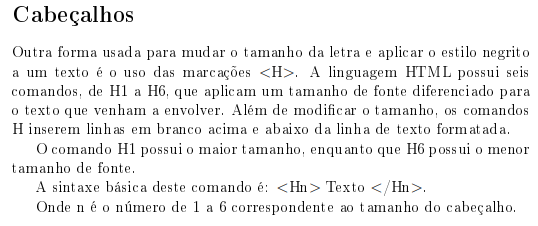 Cabeçalhos
Outra forma usada para mudar o tamanho da letra e aplicar o estilo negrito
a um texto é o uso das marcações <H>. A linguagem HTML possui seis
comandos, de H1 a H6, que aplicam um tamanho de fonte diferenciado para
o texto que venham a envolver. Além de modificar o tamanho, os comandos
H inserem linhas em branco acima e abaixo da linha de texto formatada.
O comando H1 possui o maior tamanho, enquanto que H6 possui o menor
tamanho de fonte.
A sintaxe básica deste comando é: <Hn> Texto </Hn>.
Onde n é o número de 1 a 6 correspondente ao tamanho do cabeçalho.